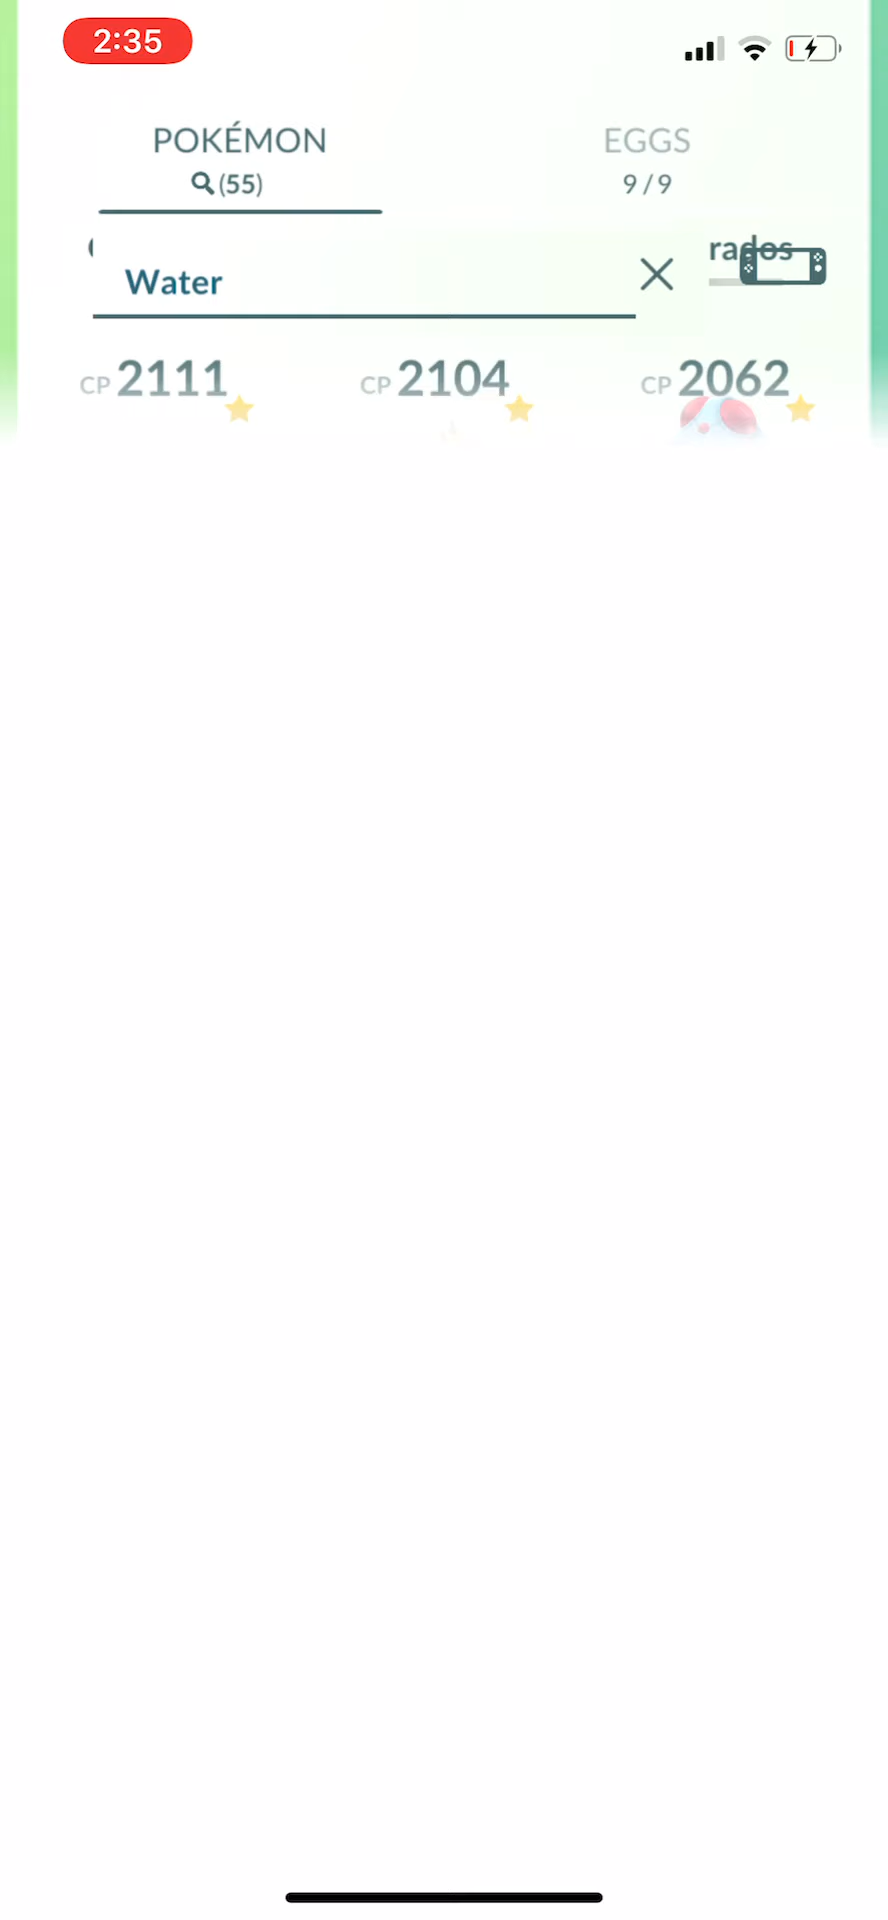 2:35
POKÉMON
EGGS
(55)
9 / 9
rados
Water
CP 2111
CP 2104
CP 2062